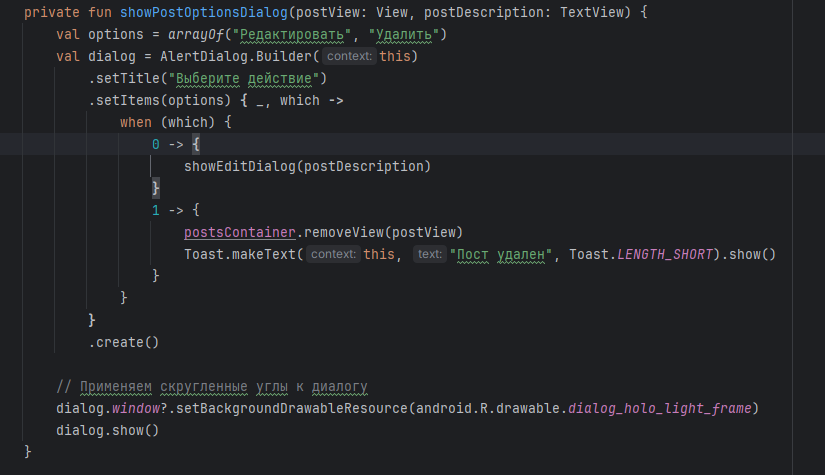 private fun showPostOptionsDialog(postView: View, postDescription: TextView) {
    val options = arrayOf("Редактировать", "Удалить")
    val dialog = AlertDialog.Builder( context: this)
        .setTitle("Выберите действие")
        .setItems(options) { _, which ->
            when (which) {
                0 -> {
                    showEditDialog(postDescription)
                }
                1 -> {
                    postsContainer.removeView(postView)
                    Toast.makeText( context: this, text: "Пост удален", Toast.LENGTH_SHORT).show()
                }
            }
        }
        .create()

    // Применяем скругленные углы к диалогу
    dialog.window?.setBackgroundDrawableResource(android.R.drawable.dialog_holo_light_frame)
    dialog.show()
}